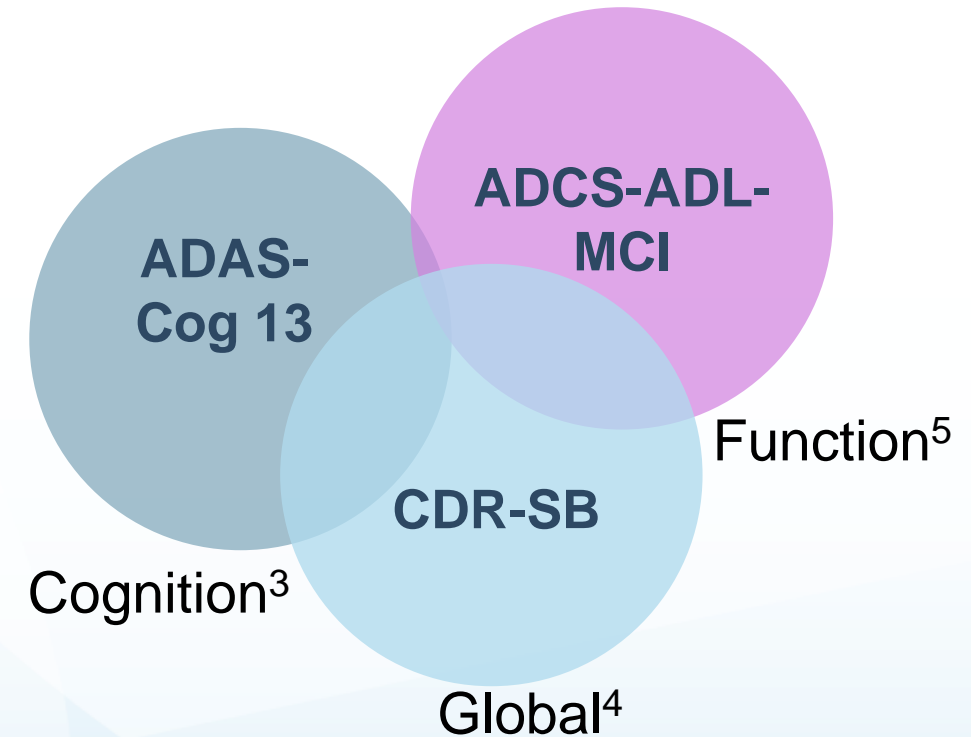 ADCS-ADL-
MCI
ADAS-
Cog 13
Function⁵
CDR-SB
Cognition³
Global⁴